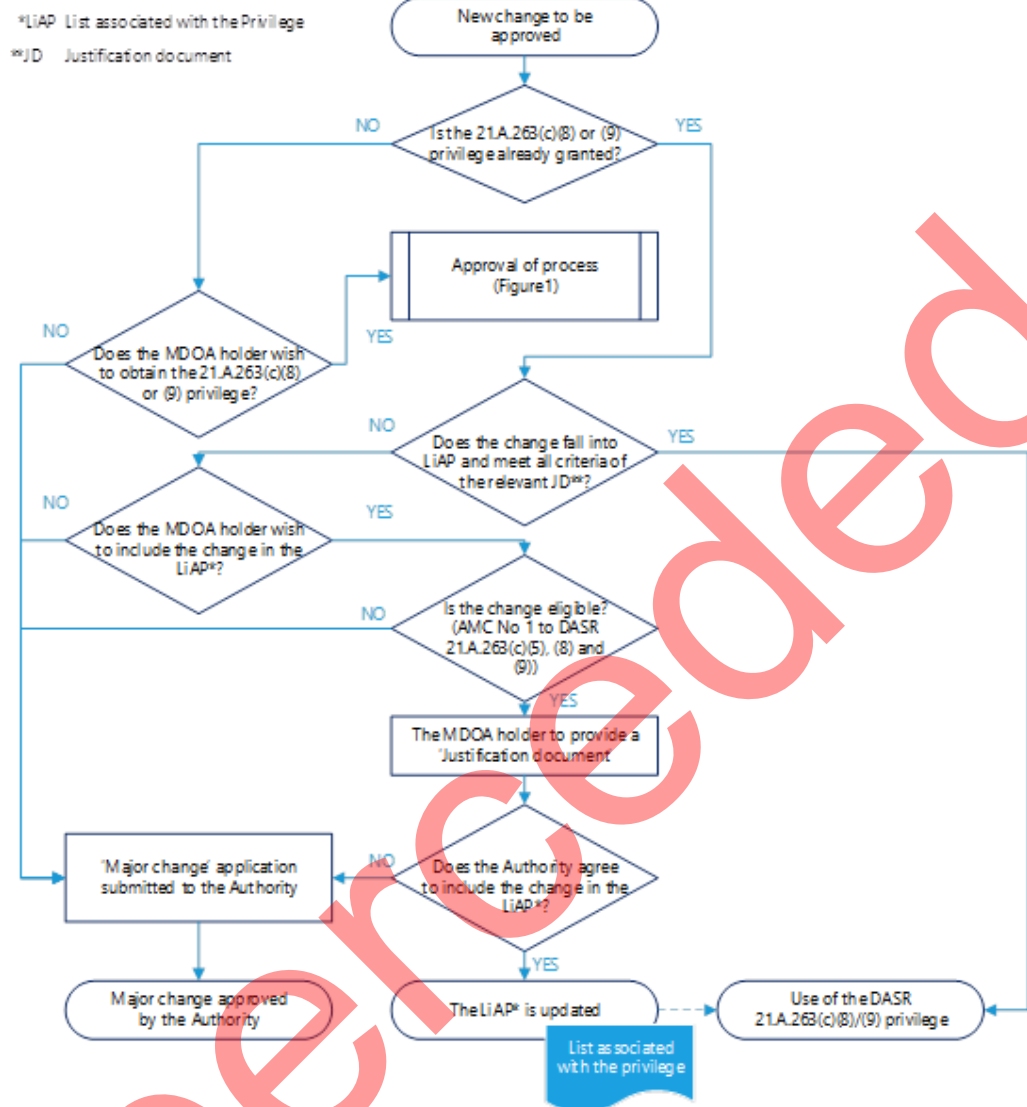 *LiAP List associated with the Privilege
**JD Justification document
New change to be
approved
NO
Is the 21.A.263(c)(8) or (9)
privilege already granted?
YES
Approval of process
(Figure1)
NO
Does the MDOA holder wish
to obtain the 21.A.263(c)(8)
or (9) privilege?
YES
NO
Does the change fall into
LiAP and meet all criteria of
the relevant JD**?
YES
NO
Does the MDOA holder wish
to include the change in the
LiAP*?
YES
NO
Is the change eligible?
(AMC No 1 to DASR
21.A.263(c)(5), (8) and
(9))
YES
The MDOA holder to provide a
'Justification document'
'Major change' application
submitted to the Authority
NO
Does the Authority agree
to include the change in the
LiAP*?
YES
Major change approved
by the Authority
The LiAP* is updated
Use of the DASR
21.A.263(c)(8)/(9) privilege
List associated
with the privilege
erceded